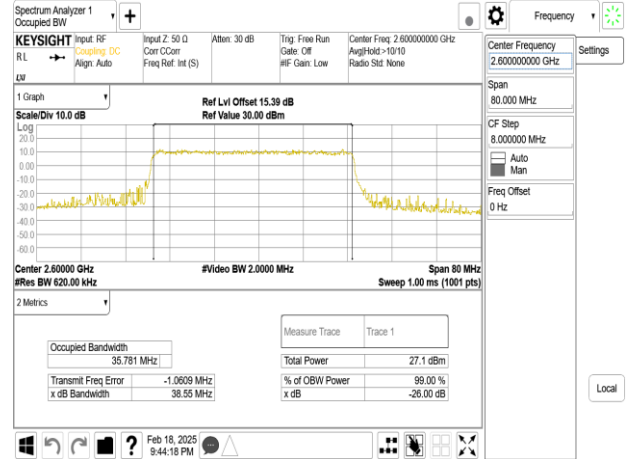 Spectrum Analyzer 1
Occupied BW
Frequency
KEYSIGHT
RL
LXI
Input: RF
Coupling: DC
Align: Auto
Input Z: 50 Ω
Corr CCorr
Freq Ref: Int (S)
Atten: 30 dB
Trig: Free Run
Gate: Off
#IF Gain: Low
Center Freq: 2.600000000 GHz
Avg|Hold:>10/10
Radio Std: None
Center Frequency
2.600000000 GHz
Settings
Span
80.000 MHz
CF Step
8.000000 MHz
Auto
Man
Freq Offset
0 Hz
Local
1 Graph
Scale/Div 10.0 dB
Ref Lvl Offset 15.39 dB
Ref Value 30.00 dBm
Log
20.0
10.0
0.00
-10.0
-20.0
-30.0
-40.0
-50.0
-60.0
Center 2.60000 GHz
#Video BW 2.0000 MHz
Span 80 MHz
#Res BW 620.00 kHz
Sweep 1.00 ms (1001 pts)
2 Metrics
Measure Trace Trace 1
Occupied Bandwidth
35.781 MHz
Total Power 27.1 dBm
Transmit Freq Error -1.0609 MHz
% of OBW Power 99.00 %
x dB Bandwidth 38.55 MHz
x dB -26.00 dB
Feb 18, 2025
9:44:18 PM